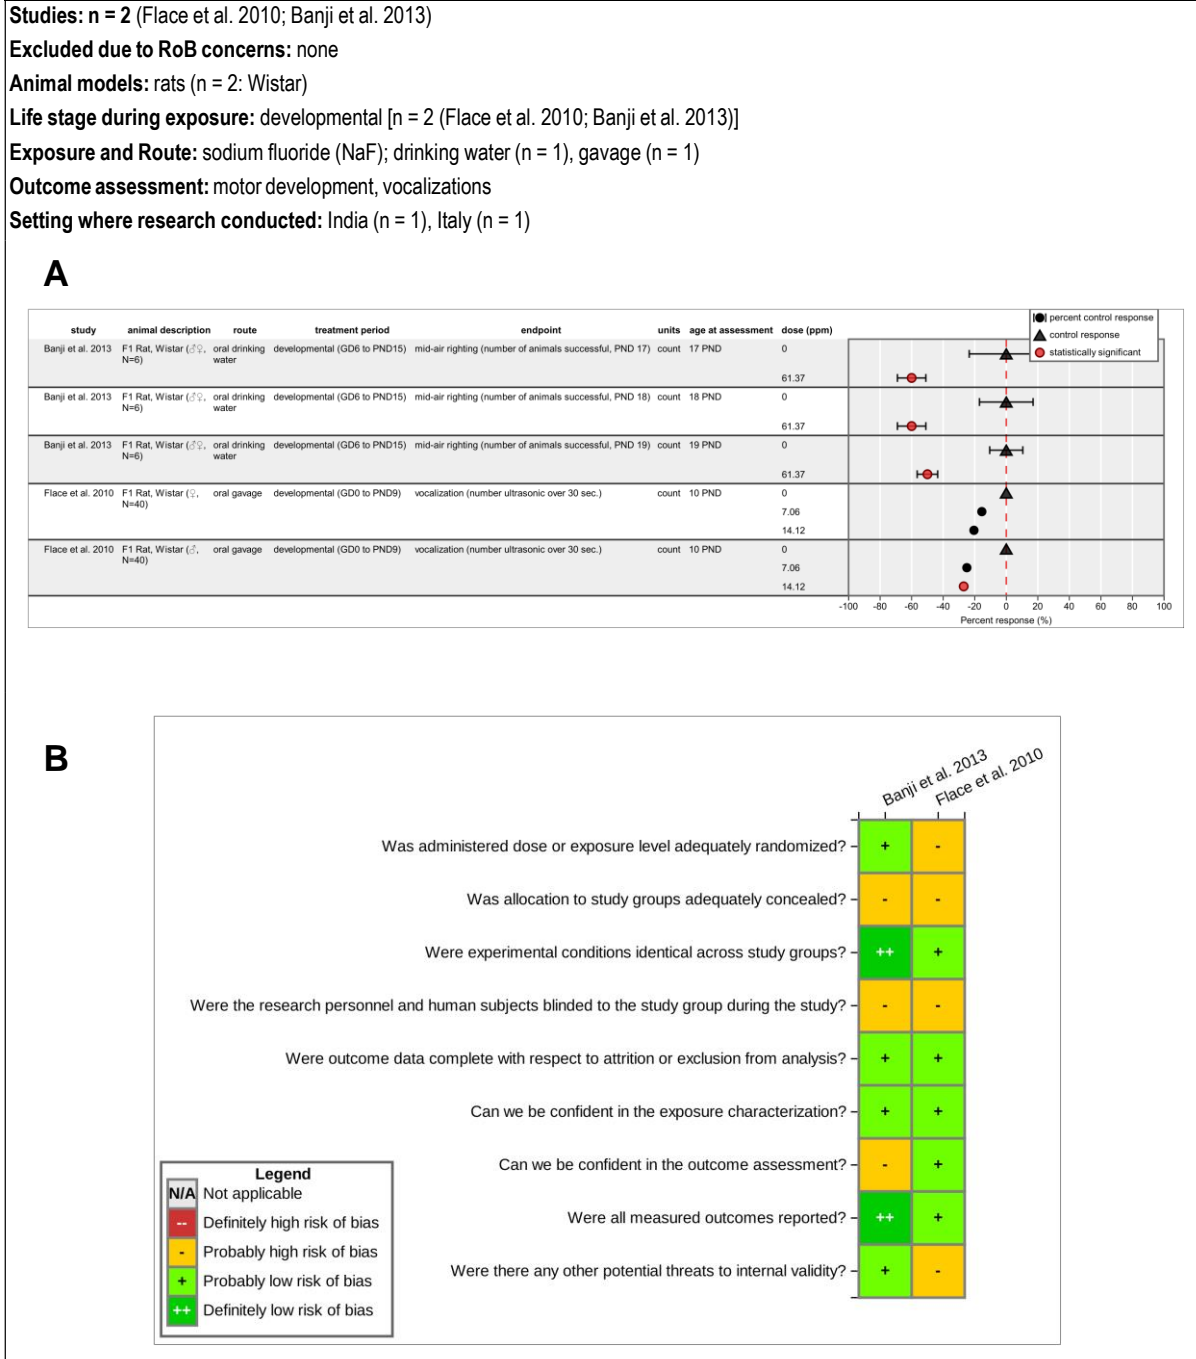 Studies: n = 2 (Flace et al. 2010; Banji et al. 2013)
Excluded due to RoB concerns: none
Animal models: rats (n = 2: Wistar)
Life stage during exposure: developmental [n = 2 (Flace et al. 2010; Banji et al. 2013)]
Exposure and Route: sodium fluoride (NaF); drinking water (n = 1), gavage (n = 1)
Outcome assessment: motor development, vocalizations
Setting where research conducted: India (n = 1), Italy (n = 1)
A
percent control response
control response
statistically significant
study animal description route treatment period endpoint units age at assessment dose (ppm)
Banji et al. 2013 F1 Rat, Wistar (♂♀, oral drinking developmental (GD6 to PND15) mid-air righting (number of animals successful, PND 17) count 17 PND 0
N=6) water
61.37
Banji et al. 2013 F1 Rat, Wistar (♂♀, oral drinking developmental (GD6 to PND15) mid-air righting (number of animals successful, PND 18) count 18 PND 0
N=6) water
61.37
Banji et al. 2013 F1 Rat, Wistar (♂♀, oral drinking developmental (GD6 to PND15) mid-air righting (number of animals successful, PND 19) count 19 PND 0
N=6) water
61.37
Flace et al. 2010 F1 Rat, Wistar (♀, oral gavage developmental (GD0 to PND9) vocalization (number ultrasonic over 30 sec.) count 10 PND 0
N=40)
7.06
14.12
Flace et al. 2010 F1 Rat, Wistar (♂, oral gavage developmental (GD0 to PND9) vocalization (number ultrasonic over 30 sec.) count 10 PND 0
N=40)
7.06
14.12
-100 -80 -60 -40 -20 0 20 40 60 80 100
Percent response (%)
B
Banji et al. 2013
Flace et al. 2010
Was administered dose or exposure level adequately randomized? + -
Was allocation to study groups adequately concealed? - -
Were experimental conditions identical across study groups? ++ +
Were the research personnel and human subjects blinded to the study group during the study? - -
Were outcome data complete with respect to attrition or exclusion from analysis? + +
Can we be confident in the exposure characterization? + +
Can we be confident in the outcome assessment? - +
Were all measured outcomes reported? ++ +
Were there any other potential threats to internal validity? + -
Legend
N/A Not applicable
-- Definitely high risk of bias
- Probably high risk of bias
+ Probably low risk of bias
++ Definitely low risk of bias